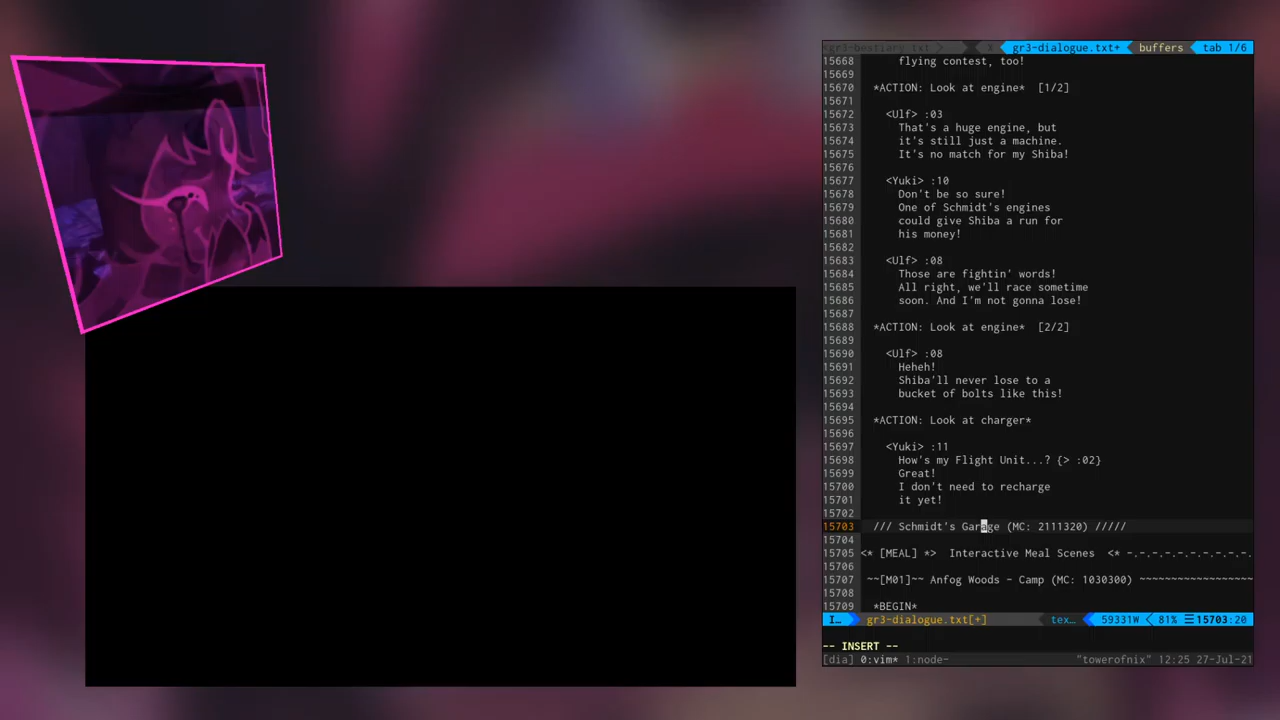 <gr3-bestiary.txt > < X gr3-dialogue.txt+ buffers tab 1/6
15668 flying contest, too!
15669
15670 *ACTION: Look at engine* [1/2]
15671
15672 <Ulf> :03
15673 That's a huge engine, but
15674 it's still just a machine.
15675 It's no match for my Shiba!
15676
15677 <Yuki> :10
15678 Don't be so sure!
15679 One of Schmidt's engines
15680 could give Shiba a run for
15681 his money!
15682
15683 <Ulf> :08
15684 Those are fightin' words!
15685 All right, we'll race sometime
15686 soon. And I'm not gonna lose!
15687
15688 *ACTION: Look at engine* [2/2]
15689
15690 <Ulf> :08
15691 Heheh!
15692 Shiba'll never lose to a
15693 bucket of bolts like this!
15694
15695 *ACTION: Look at charger*
15696
15697 <Yuki> :11
15698 How's my Flight Unit...? {> :02}
15699 Great!
15700 I don't need to recharge
15701 it yet!
15702
15703 /// Schmidt's Garage (MC: 2111320) /////
15704
15705 <* [MEAL] *> Interactive Meal Scenes <* -.-.-.-.-.-.-.-.-.-.
15706
15707 ~~[M01]~~ Anfog Woods - Camp (MC: 1030300) ~~~~~~~~~~~~~~~~~~
15708
15709 *BEGIN*
I… gr3-dialogue.txt[+] tex… 59331W 81% ☰15703:20
-- INSERT --
[dia] 0:vim* 1:node- "towerofnix" 12:25 27-Jul-21